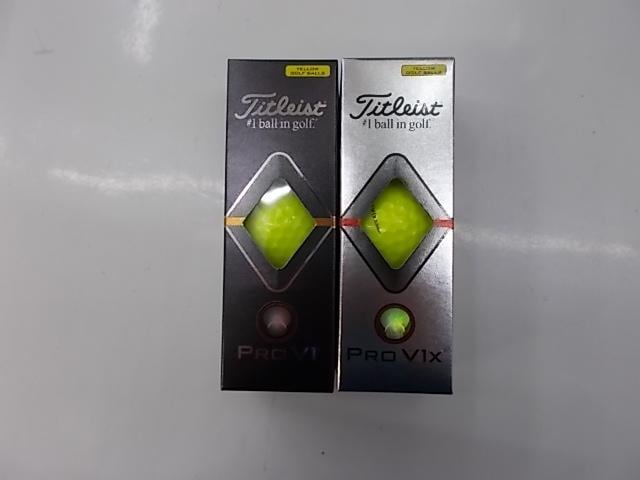 YELLOW
GOLF BALLS
Titleist
#1 ball in golf.
PRO V1
YELLOW
GOLF BALLS
Titleist
#1 ball in golf.
PRO V1x